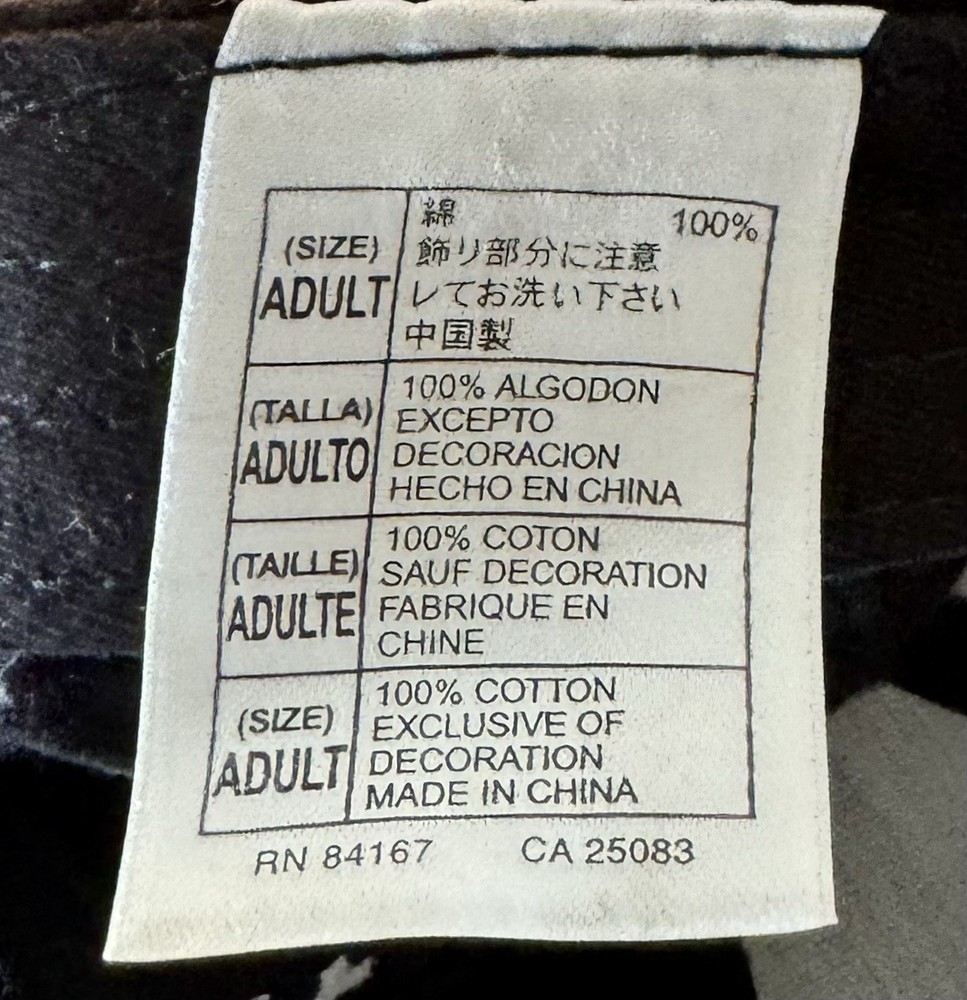 (SIZE)
ADULT
綿 100%
飾り部分に注意
レてお洗い下さい
中国製
(TALLA)
ADULTO
100% ALGODON
EXCEPTO
DECORACION
HECHO EN CHINA
(TAILLE)
ADULTE
100% COTON
SAUF DECORATION
FABRIQUE EN
CHINE
(SIZE)
ADULT
100% COTTON
EXCLUSIVE OF
DECORATION
MADE IN CHINA
RN 84167 CA 25083